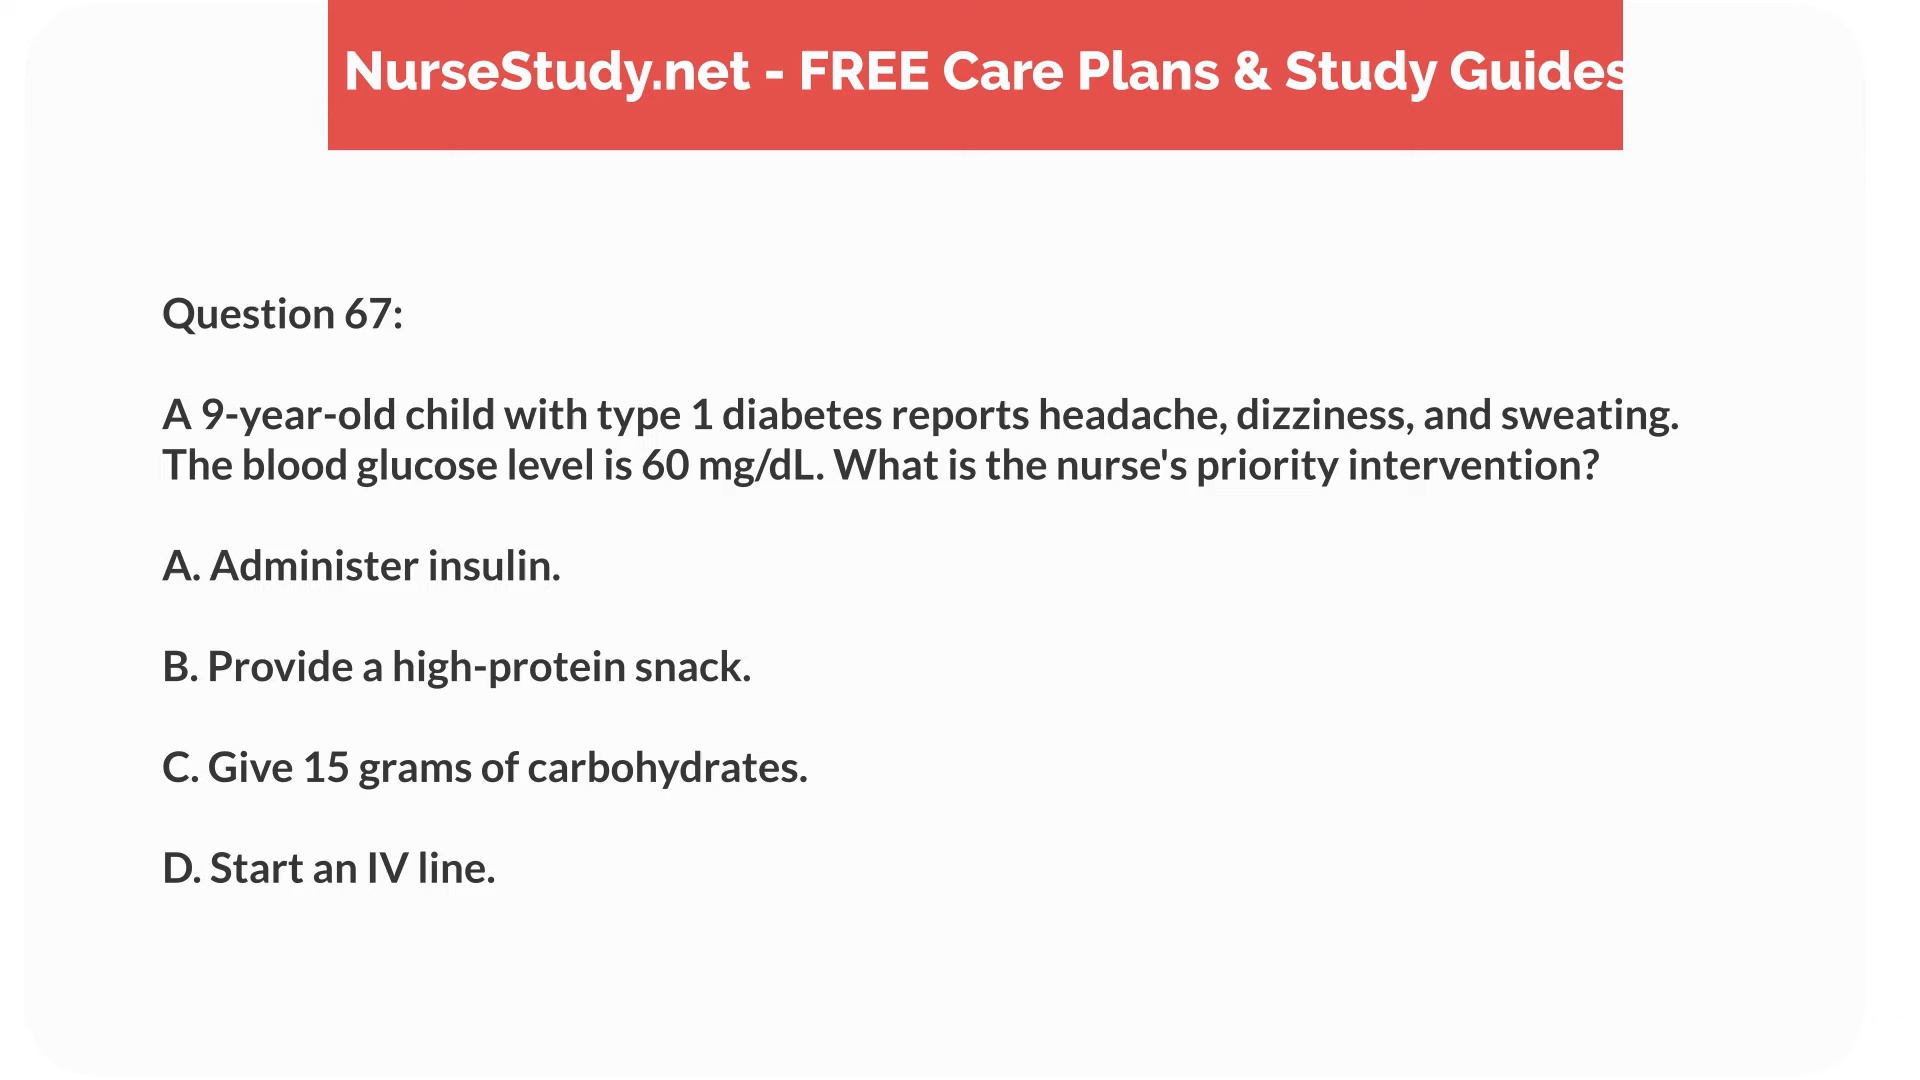 NurseStudy.net - FREE Care Plans & Study Guides
Question 67:
A 9-year-old child with type 1 diabetes reports headache, dizziness, and sweating.
The blood glucose level is 60 mg/dL. What is the nurse's priority intervention?
A. Administer insulin.
B. Provide a high-protein snack.
C. Give 15 grams of carbohydrates.
D. Start an IV line.